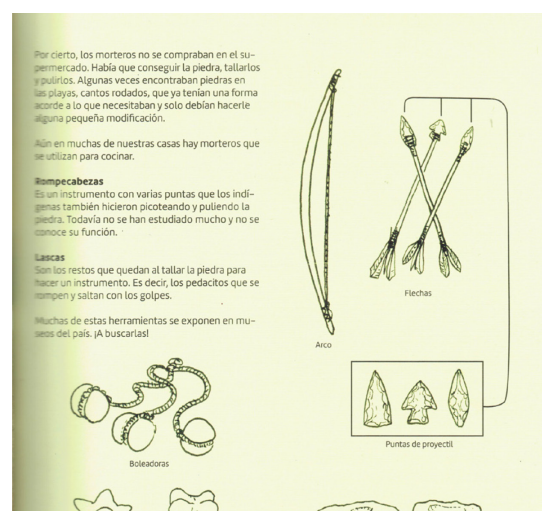 Por cierto, los morteros no se compraban en el su-
permercado. Había que conseguir la piedra, tallarlos
y pulirlos. Algunas veces encontraban piedras en
las playas, cantos rodados, que ya tenían una forma
acorde a lo que necesitaban y solo debían hacerle
alguna pequeña modificación.
Aún en muchas de nuestras casas hay morteros que
se utilizan para cocinar.
Rompecabezas
Es un instrumento con varias puntas que los indí-
genas también hicieron picoteando y puliendo la
piedra. Todavía no se han estudiado mucho y no se
conoce su función.
Lascas
Son los restos que quedan al tallar la piedra para
hacer un instrumento. Es decir, los pedacitos que se
rompen y saltan con los golpes.
Muchas de estas herramientas se exponen en mu-
seos del país. ¡A buscarlas!
Boleadoras
Arco
Flechas
Puntas de proyectil